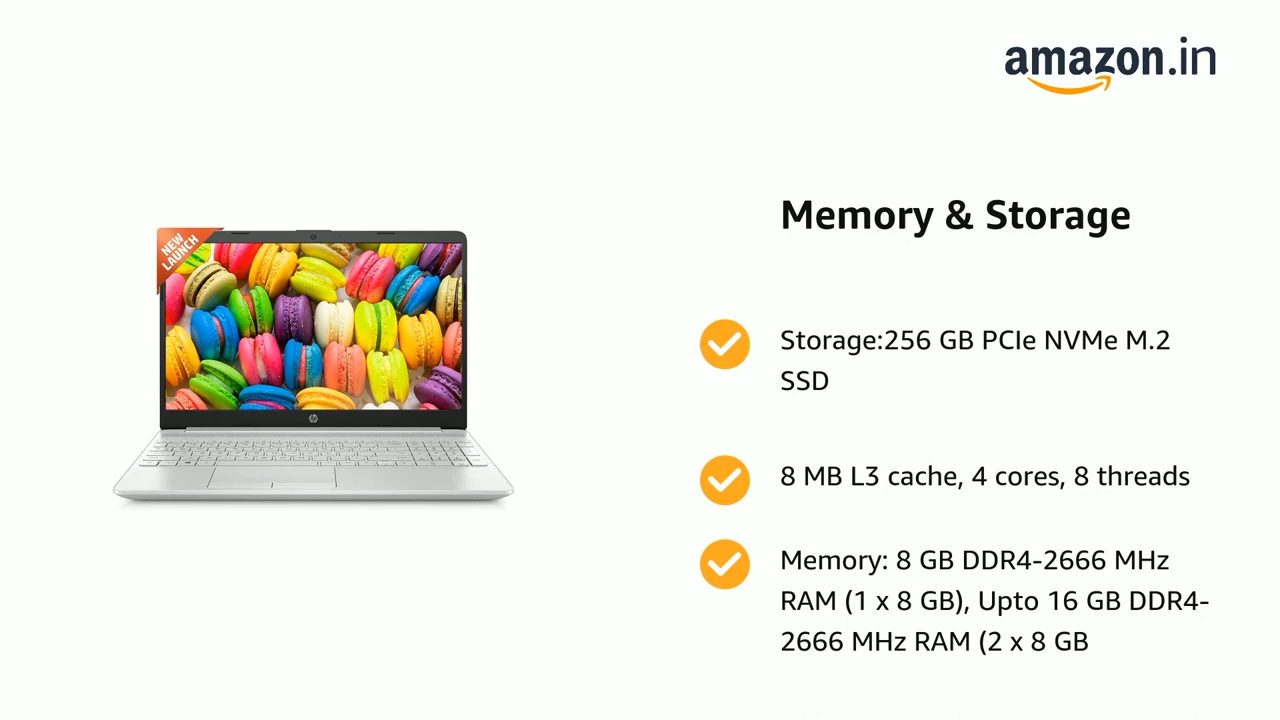 amazon.in
Memory & Storage
NEW
LAUNCH
Storage:256 GB PCIe NVMe M.2
SSD
8 MB L3 cache, 4 cores, 8 threads
Memory: 8 GB DDR4-2666 MHz
RAM (1 x 8 GB), Upto 16 GB DDR4-
2666 MHz RAM (2 x 8 GB
hp